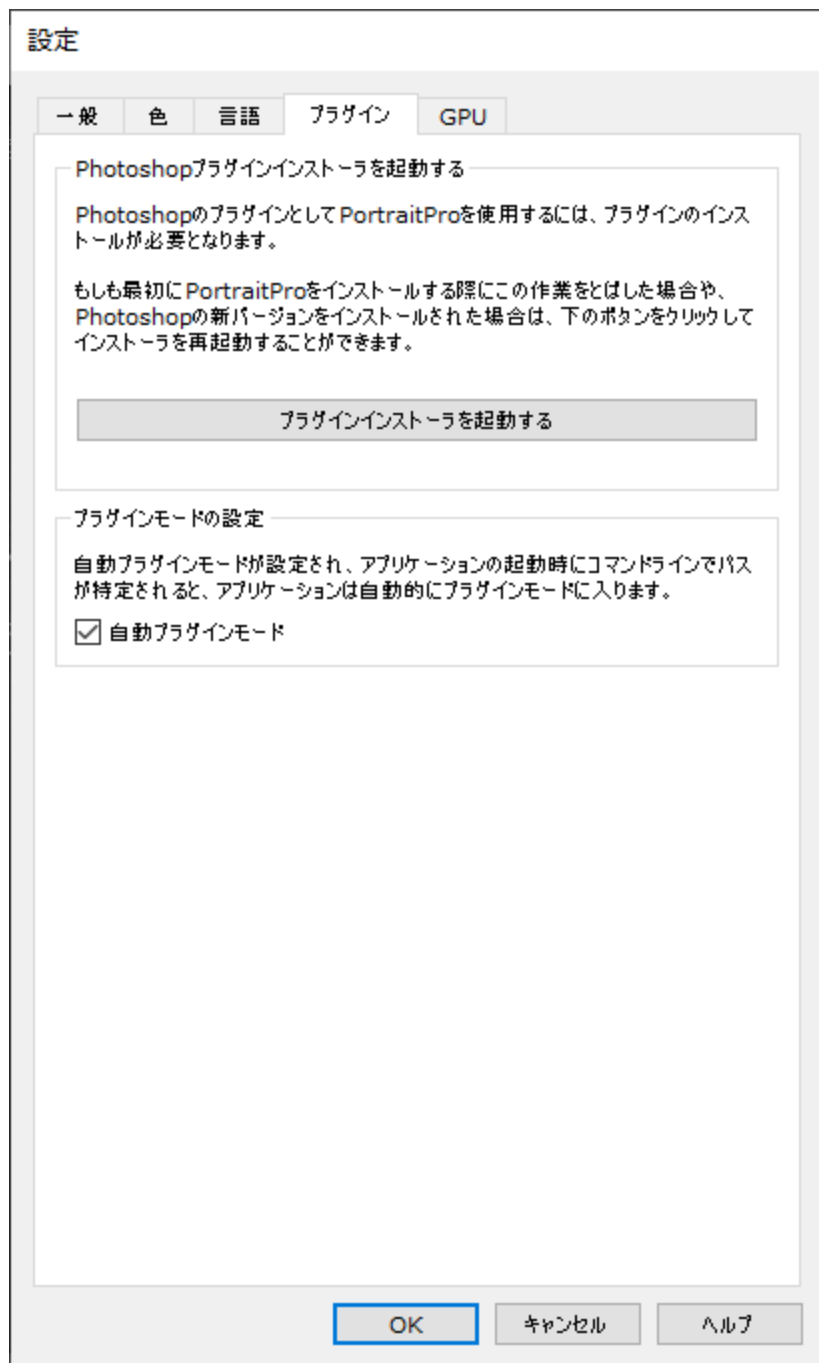 設定
一般 色 言語 プラグイン GPU
Photoshopプラグインインストーラを起動する
PhotoshopのプラグインとしてPortraitProを使用するには、プラグインのインス
トールが必要となります。
もしも最初にPortraitProをインストールする際にこの作業をとばした場合や、
Photoshopの新バージョンをインストールされた場合は、下のボタンをクリックして
インストーラを再起動することができます。
プラグインインストーラを起動する
プラグインモードの設定
自動プラグインモードが設定され、アプリケーションの起動時にコマンドラインでパス
が特定されると、アプリケーションは自動的にプラグインモードに入ります。
自動プラグインモード
OK キャンセル ヘルプ